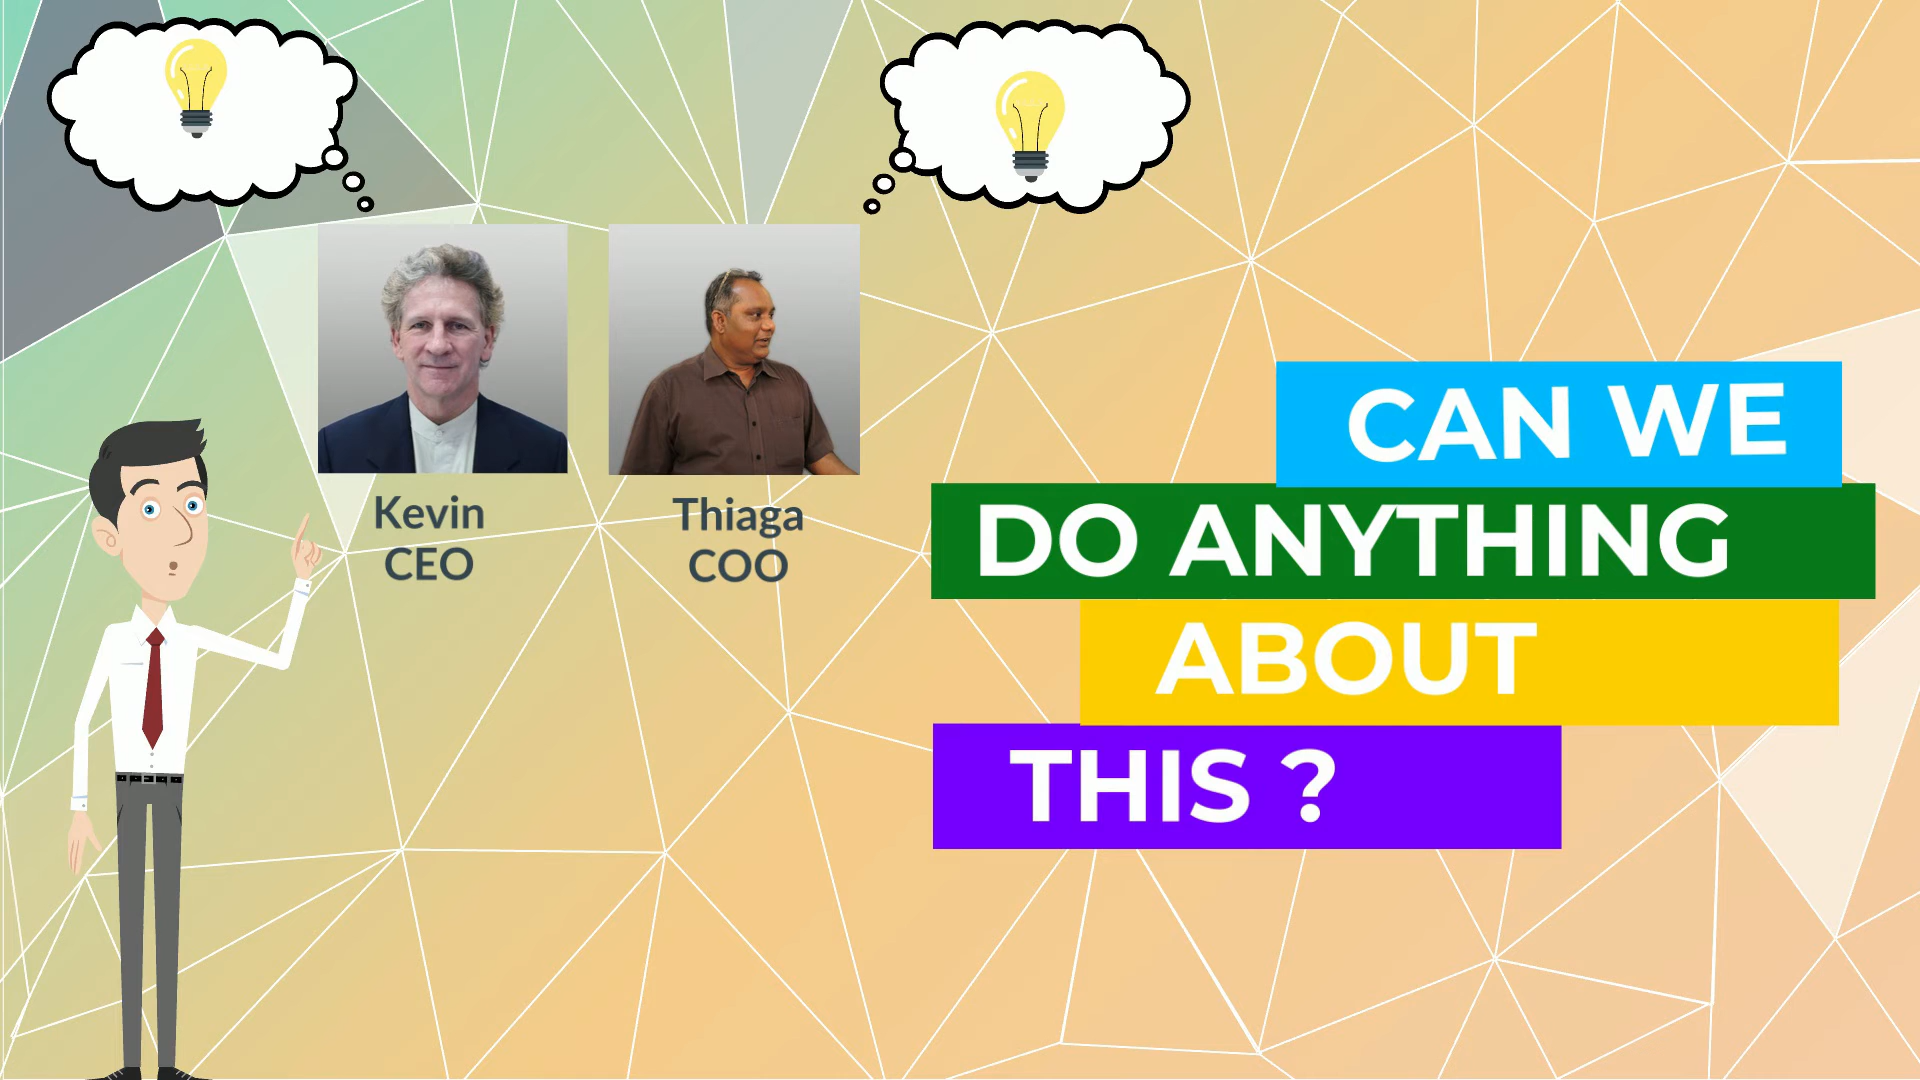 Kevin
CEO
Thiaga
COO
CAN WE
DO ANYTHING
ABOUT
THIS ?